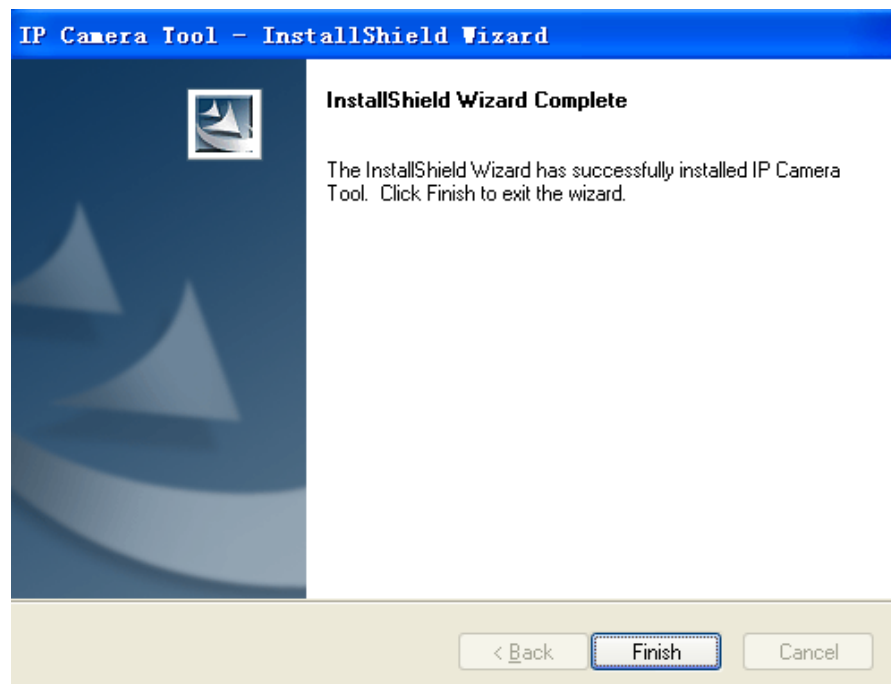 IP Camera Tool - InstallShield Wizard
InstallShield Wizard Complete
The InstallShield Wizard has successfully installed IP Camera
Tool. Click Finish to exit the wizard.
< Back Finish Cancel